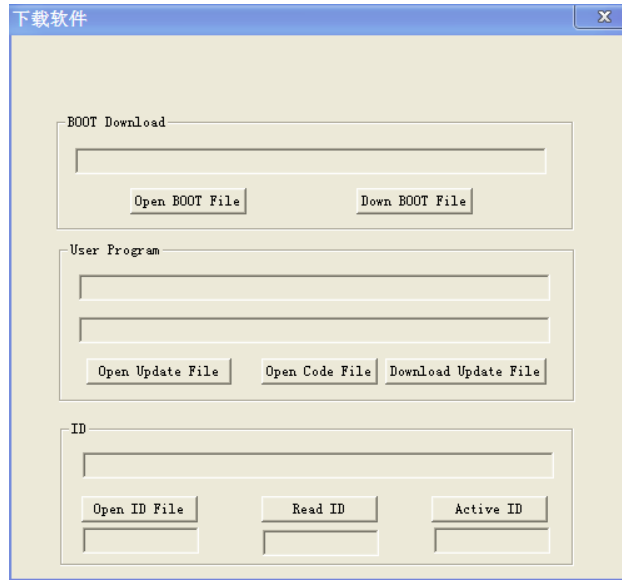 下载软件
BOOT Download
Open BOOT File
Down BOOT File
User Program
Open Update File
Open Code File
Download Update File
ID
Open ID File
Read ID
Active ID